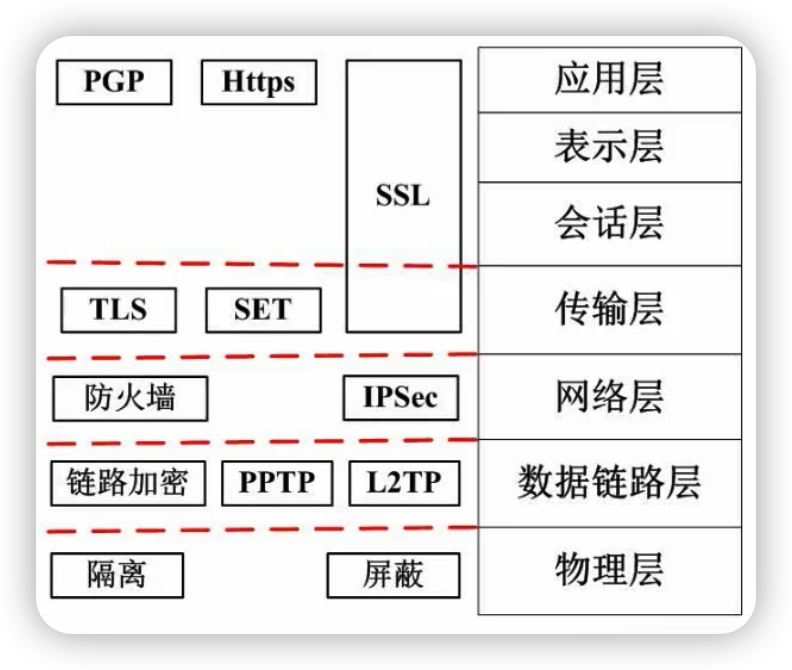 PGP Https 应用层
表示层
SSL
会话层
TLS SET 传输层
防火墙 IPSec 网络层
链路加密 PPTP L2TP 数据链路层
隔离 屏蔽 物理层